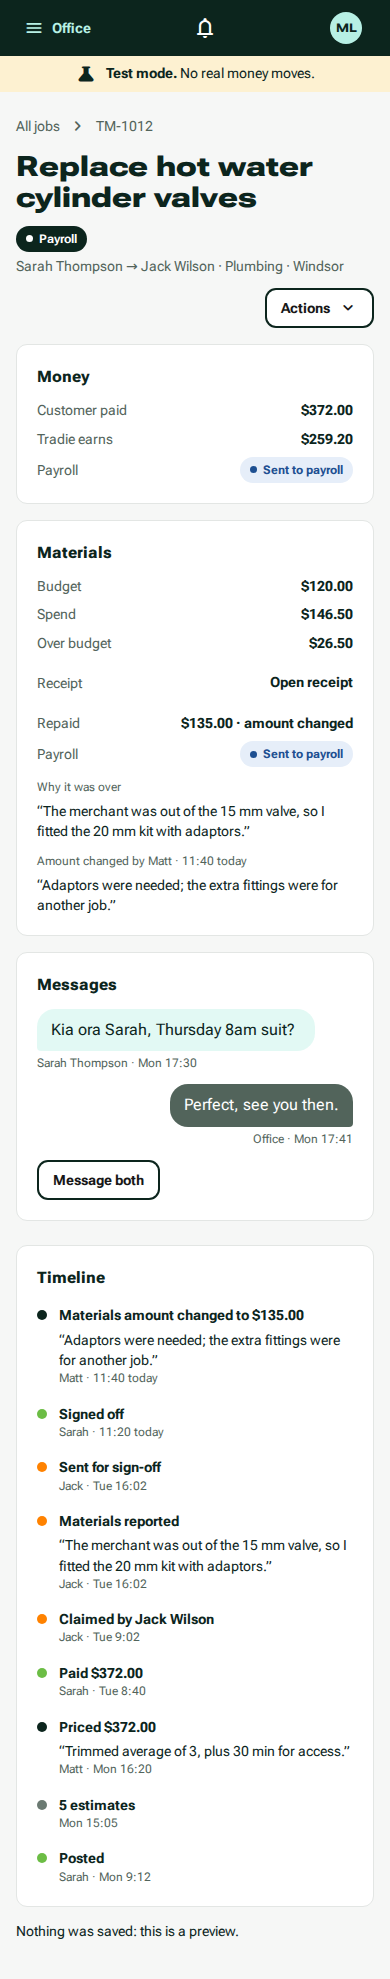 Office
ML
Test mode. No real money moves.
All jobs > TM-1012
Replace hot water
cylinder valves
Payroll
Sarah Thompson → Jack Wilson · Plumbing · Windsor
Actions
Money
Customer paid $372.00
Tradie earns $259.20
Payroll Sent to payroll
Materials
Budget $120.00
Spend $146.50
Over budget $26.50
Receipt Open receipt
Repaid $135.00 · amount changed
Payroll Sent to payroll
Why it was over
“The merchant was out of the 15 mm valve, so I
fitted the 20 mm kit with adaptors.”
Amount changed by Matt · 11:40 today
“Adaptors were needed; the extra fittings were for
another job.”
Messages
Kia ora Sarah, Thursday 8am suit?
Sarah Thompson · Mon 17:30
Perfect, see you then.
Office · Mon 17:41
Message both
Timeline
Materials amount changed to $135.00
“Adaptors were needed; the extra fittings were
for another job.”
Matt · 11:40 today
Signed off
Sarah · 11:20 today
Sent for sign-off
Jack · Tue 16:02
Materials reported
“The merchant was out of the 15 mm valve, so I
fitted the 20 mm kit with adaptors.”
Jack · Tue 16:02
Claimed by Jack Wilson
Jack · Tue 9:02
Paid $372.00
Sarah · Tue 8:40
Priced $372.00
“Trimmed average of 3, plus 30 min for access.”
Matt · Mon 16:20
5 estimates
Mon 15:05
Posted
Sarah · Mon 9:12
Nothing was saved: this is a preview.